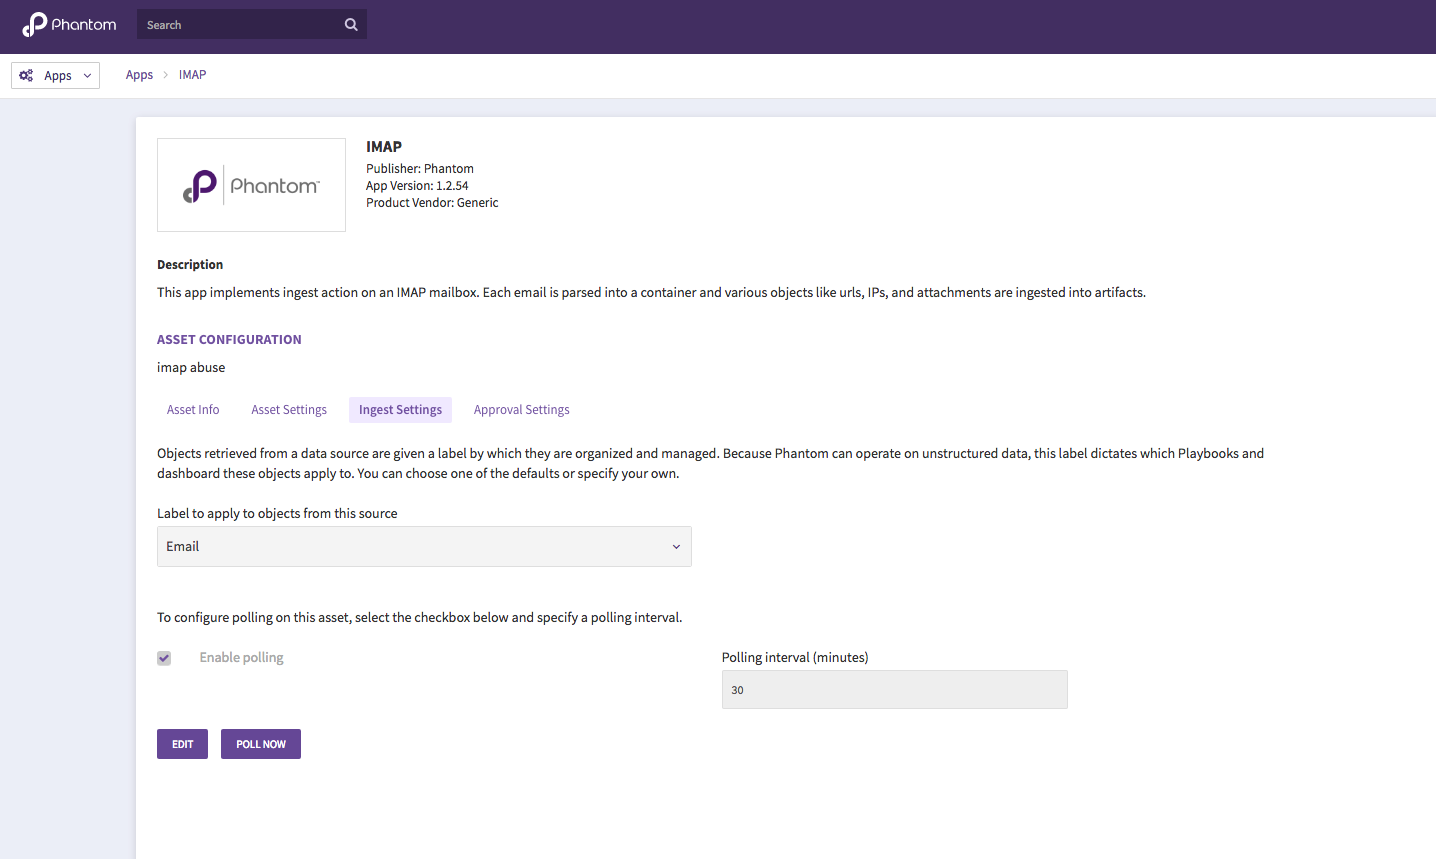 Phantom
Search
Apps
Apps > IMAP
Phantom™
IMAP
Publisher: Phantom
App Version: 1.2.54
Product Vendor: Generic
Description
This app implements ingest action on an IMAP mailbox. Each email is parsed into a container and various objects like urls, IPs, and attachments are ingested into artifacts.
ASSET CONFIGURATION
imap abuse
Asset Info Asset Settings Ingest Settings Approval Settings
Objects retrieved from a data source are given a label by which they are organized and managed. Because Phantom can operate on unstructured data, this label dictates which Playbooks and
dashboard these objects apply to. You can choose one of the defaults or specify your own.
Label to apply to objects from this source
Email
To configure polling on this asset, select the checkbox below and specify a polling interval.
Enable polling
Polling interval (minutes)
30
EDIT POLL NOW